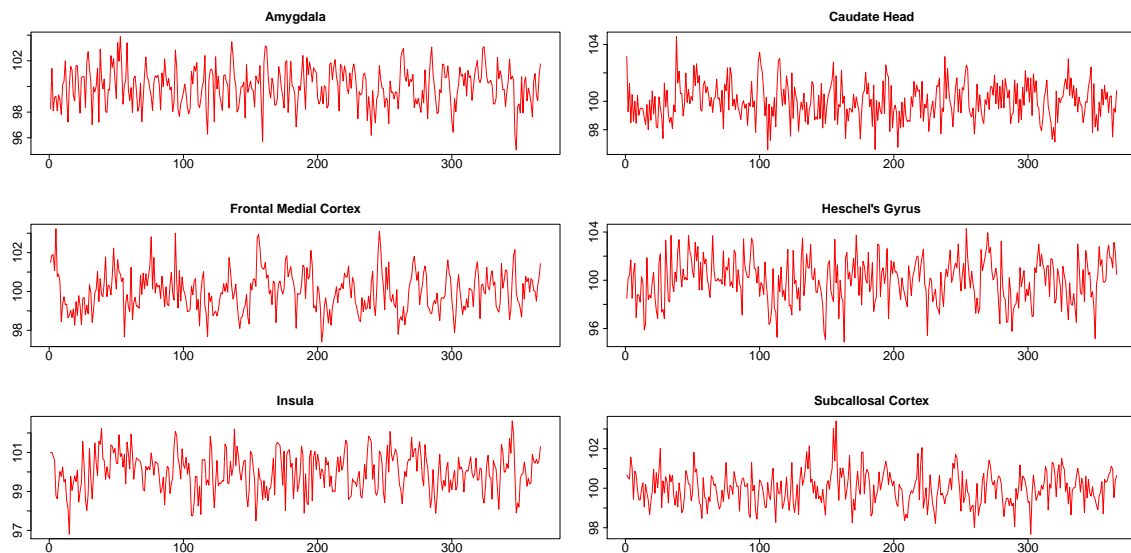 Amygdala
96 98 102
0 100 200 300
Caudate Head
98 100 104
0 100 200 300
Frontal Medial Cortex
98 100 102
0 100 200 300
Heschel's Gyrus
96 100 104
0 100 200 300
Insula
97 99 101
0 100 200 300
Subcallosal Cortex
98 100 102
0 100 200 300